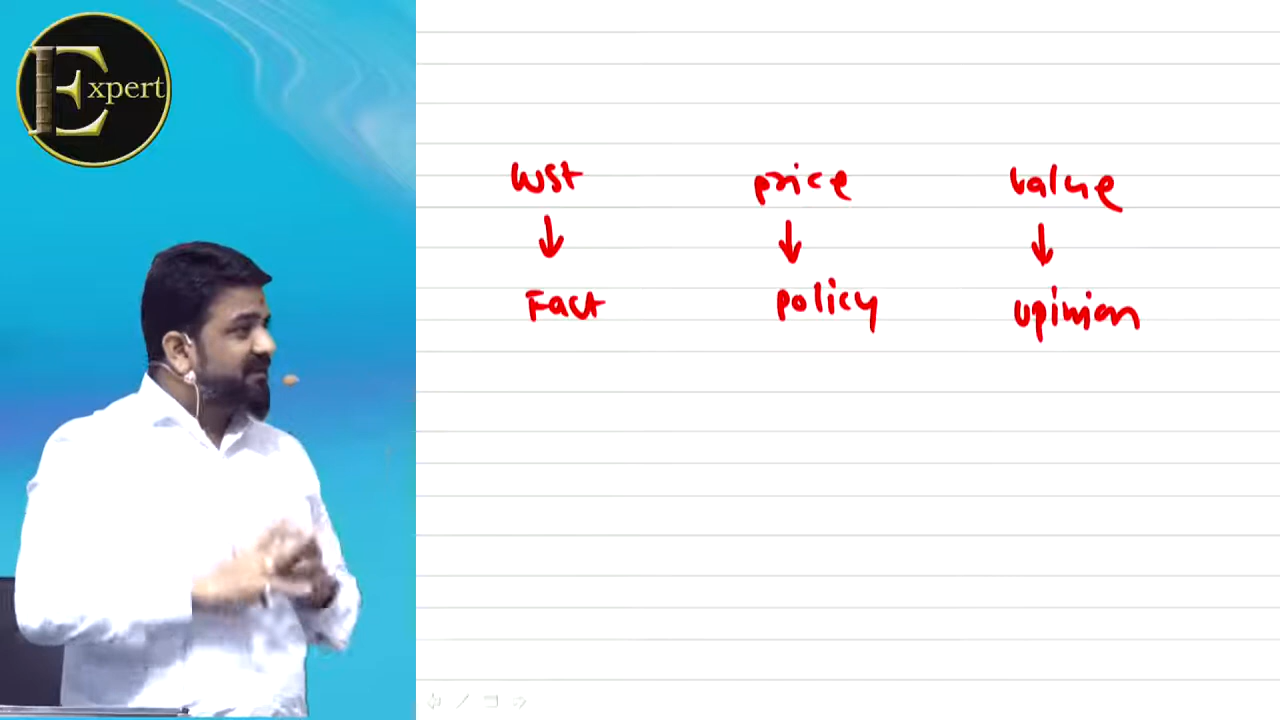 Expert
Cost price value
↓ ↓ ↓
Fact policy opinion